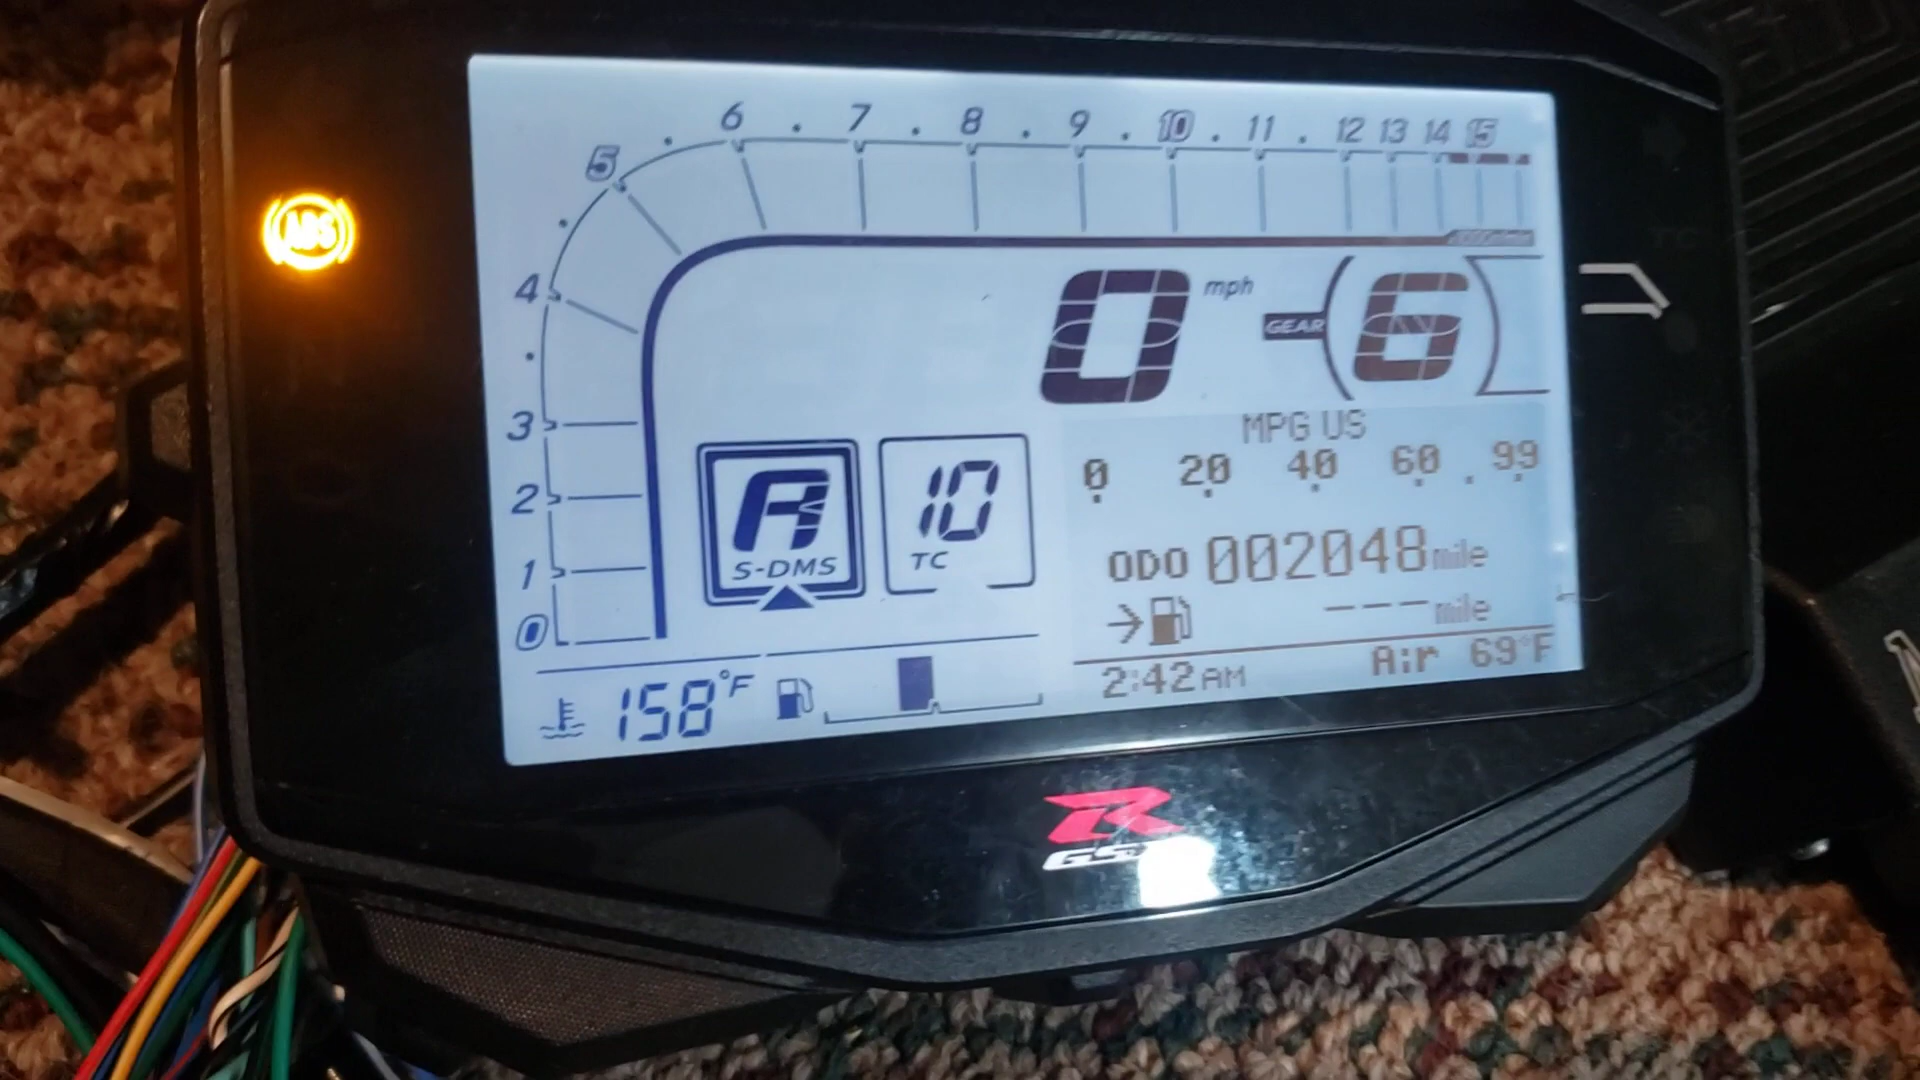 6 7 8 9 10 11 12 13 14 15
5
ABS
4
0 mph GEAR 6
3
MPG US
0 20 40 60 99
2
A 10
S-DMS TC
ODO 002048 mile
1
0
--- mile
158°F
2:42 AM Air 69°F
R